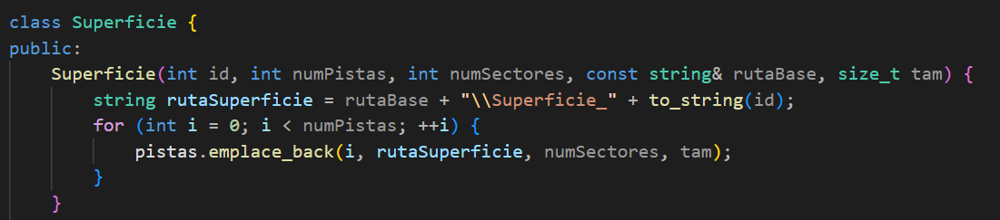 class Superficie {
public:
    Superficie(int id, int numPistas, int numSectores, const string& rutaBase, size_t tam) {
        string rutaSuperficie = rutaBase + "\\Superficie_" + to_string(id);
        for (int i = 0; i < numPistas; ++i) {
            pistas.emplace_back(i, rutaSuperficie, numSectores, tam);
        }
    }